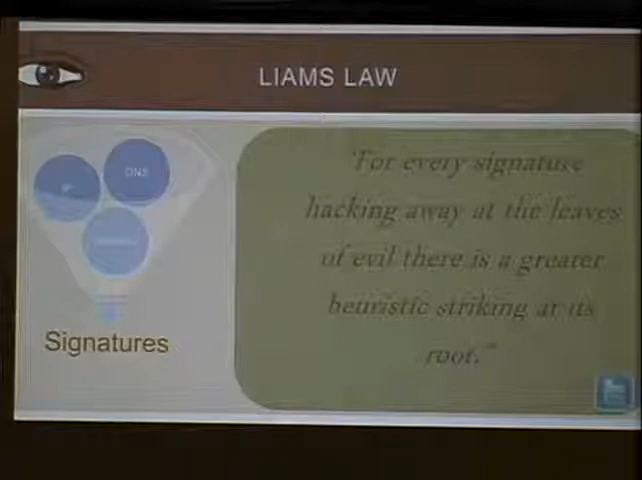 LIAMS LAW
IP
DNS
"For every signature
hacking away at the leaves
of evil there is a greater
heuristic striking at its
root."
Signatures